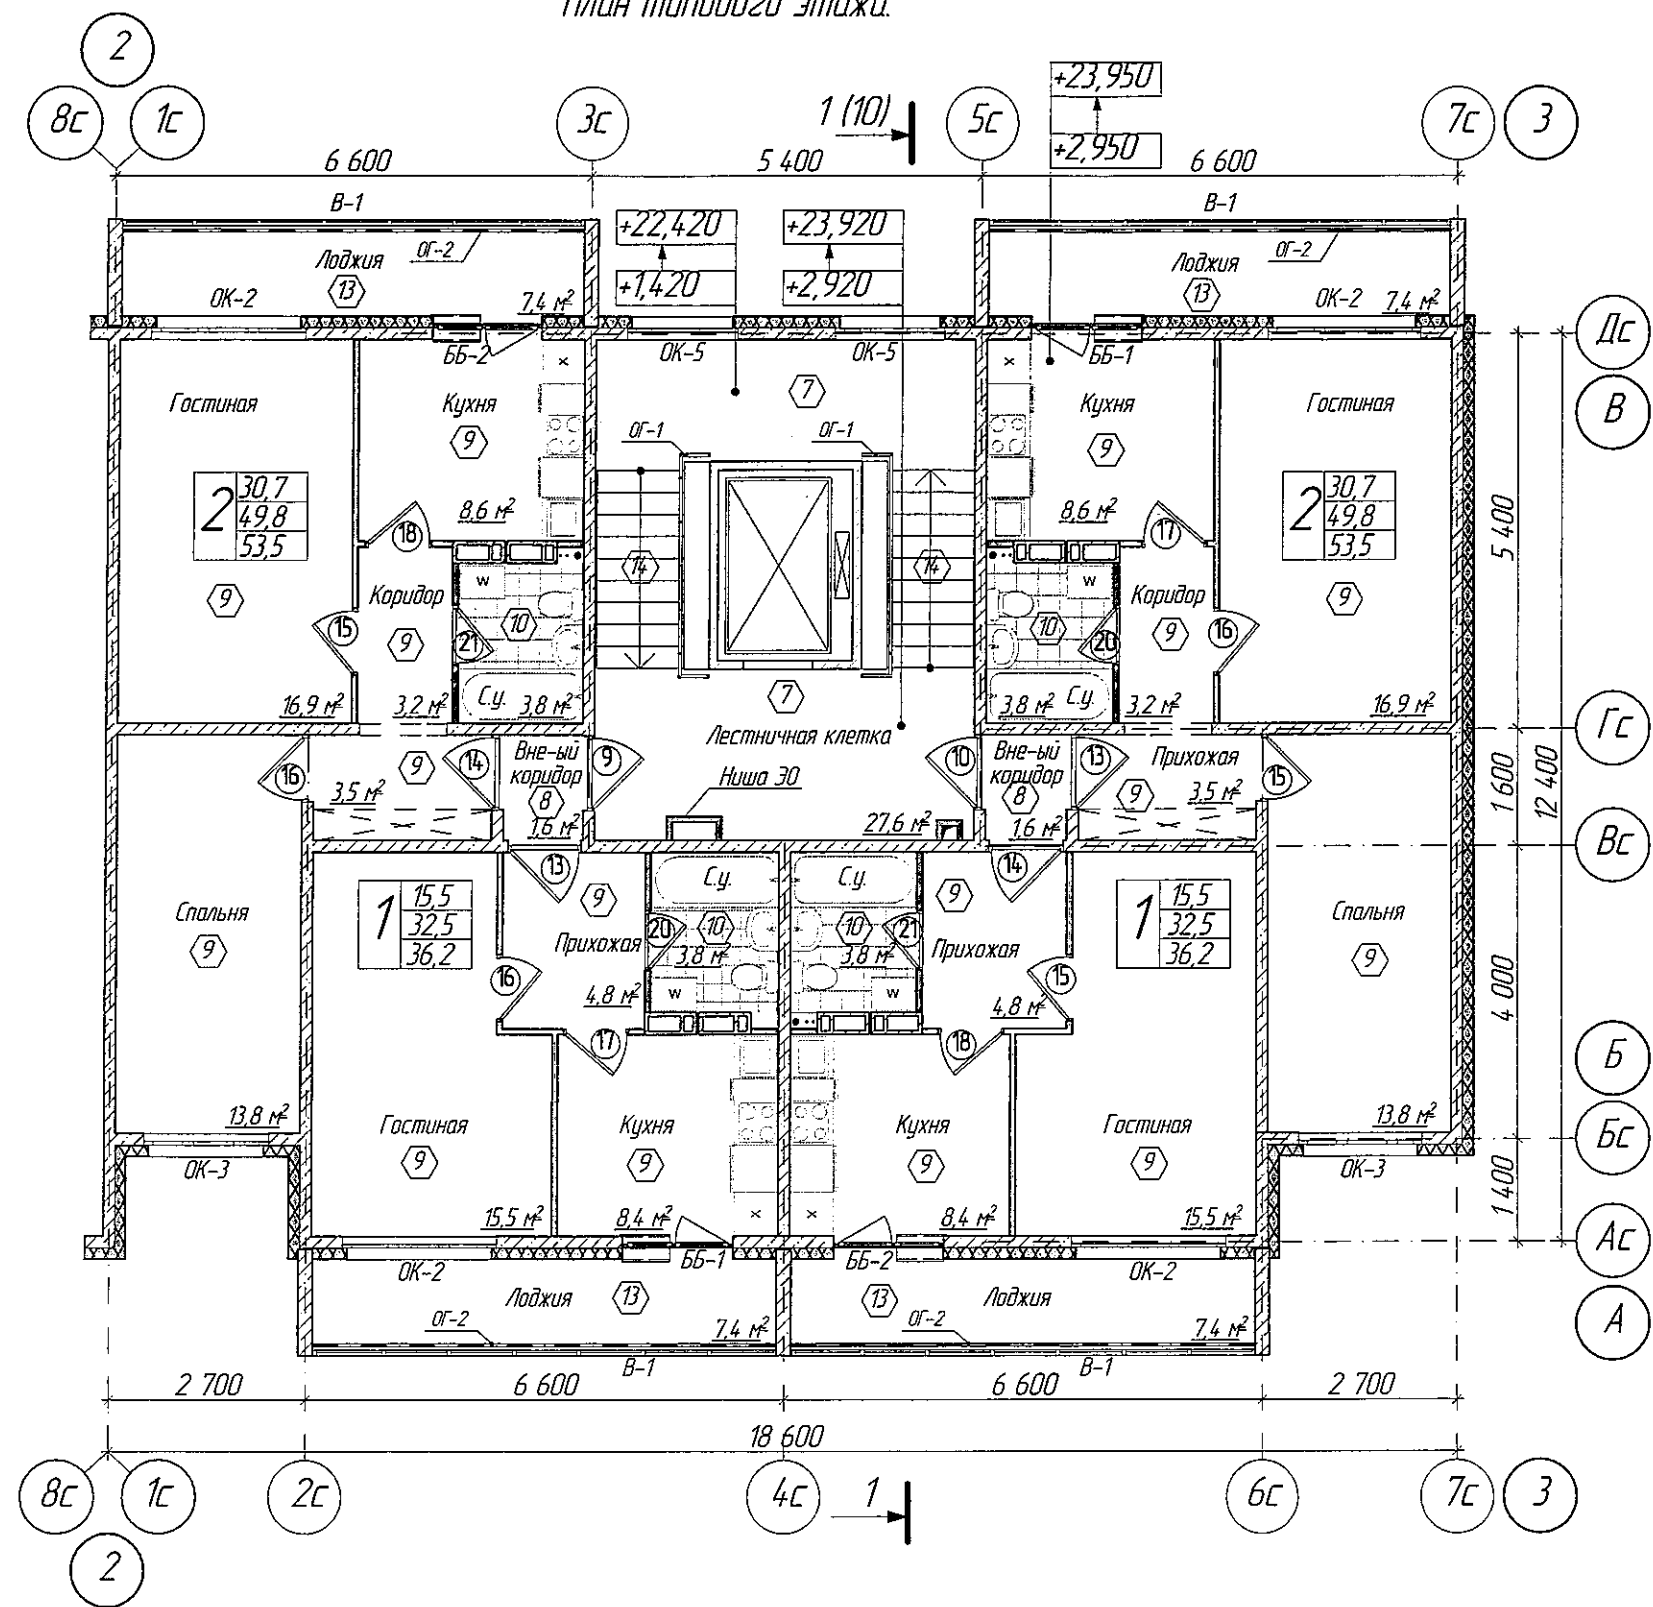 План типового этажа.
2
8с 1с 3с 1 (10) 5с +23,950 7с 3
+2,950
6 600 5 400 6 600
В-1 В-1
+22,420 +23,920
+1,420 +2,920
Лоджия ОГ-2 Лоджия ОГ-2
13 13
ОК-2 7,4 м² ОК-2 7,4 м²
Дс
ББ-2 ОК-5 ОК-5 ББ-1
х х
7
Гостиная Кухня Кухня Гостиная
В
9 ОГ-1 ОГ-1 9
2 30,7 49,8 53,5
2 30,7 49,8 53,5
8,6 м² 8,6 м²
5 400
18 17
14 14
w w
9 Коридор Коридор 9
15 9 21 10 10 20 9 16
16,9 м² 3,2 м² С.у. 3,8 м² 7 3,8 м² С.у. 3,2 м² 16,9 м²
Гс
Лестничная клетка
16 9 14 Вне-ый коридор 9 10 Вне-ый коридор 13 Прихожая 15
Ниша ЭО
3,5 м² 8 8 9 3,5 м²
1,6 м² 27,6 м² 1,6 м²
1 600
12 400
Вс
13 С.у. С.у. 14
1 15,5 32,5 36,2
1 15,5 32,5 36,2
9 9
Спальня Спальня
9 Прихожая 20 10 10 21 Прихожая 9
3,8 м² 3,8 м²
16 15
4,8 м² w w 4,8 м²
4 000
17 18
Б
13,8 м² Гостиная Кухня Кухня Гостиная 13,8 м²
Бс
9 9 9 9
ОК-3 ОК-3
15,5 м² 8,4 м² х х 8,4 м² 15,5 м²
1 400
Ас
ОК-2 ББ-1 ББ-2 ОК-2
Лоджия 13 13 Лоджия
ОГ-2 7,4 м² ОГ-2 7,4 м²
А
В-1 В-1
2 700 6 600 6 600 2 700
18 600
8с 1с 2с 4с 1 6с 7с 3
2